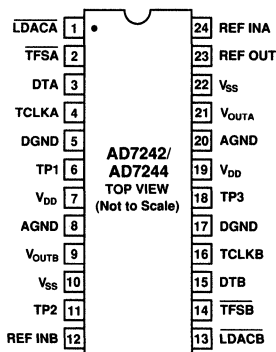 LDACA 1
TFSA 2
DTA 3
TCLKA 4
DGND 5
TP1 6
VDD 7
AGND 8
VOUTB 9
VSS 10
TP2 11
REF INB 12
AD7242/
AD7244
TOP VIEW
(Not to Scale)
24 REF INA
23 REF OUT
22 VSS
21 VOUTA
20 AGND
19 VDD
18 TP3
17 DGND
16 TCLKB
15 DTB
14 TFSB
13 LDACB